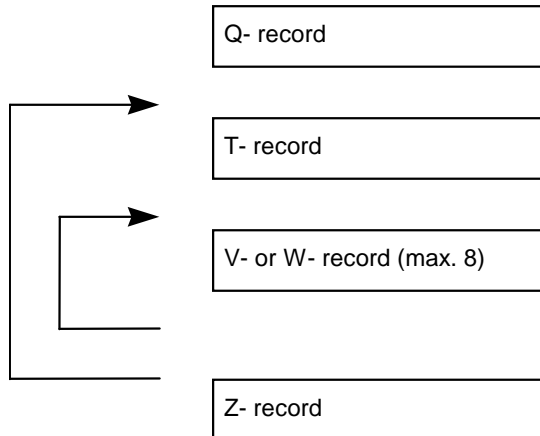 Q- record
T- record
V- or W- record (max. 8)
Z- record